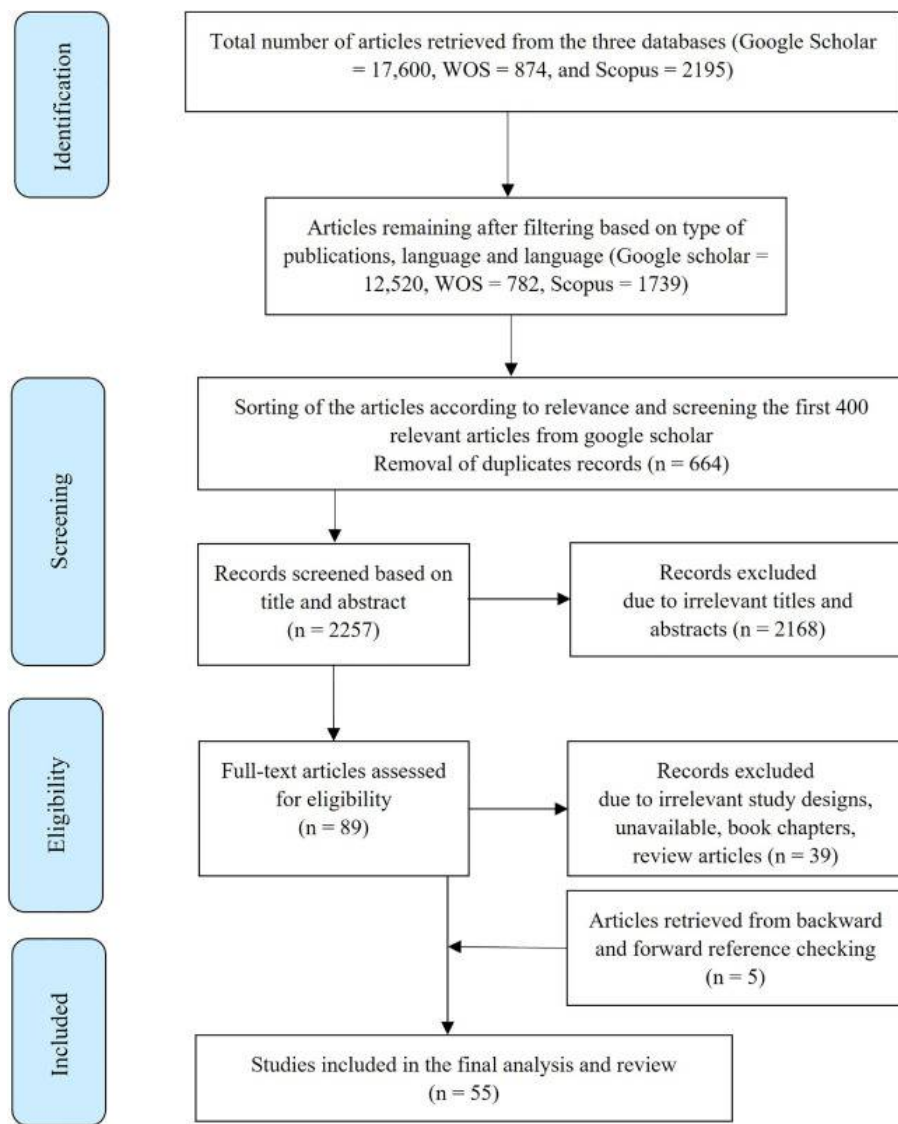 Identification
Total number of articles retrieved from the three databases (Google Scholar
= 17,600, WOS = 874, and Scopus = 2195)
Articles remaining after filtering based on type of
publications, language and language (Google scholar =
12,520, WOS = 782, Scopus = 1739)
Screening
Sorting of the articles according to relevance and screening the first 400
relevant articles from google scholar
Removal of duplicates records (n = 664)
Records screened based on
title and abstract
(n = 2257)
Records excluded
due to irrelevant titles and
abstracts (n = 2168)
Eligibility
Full-text articles assessed
for eligibility
(n = 89)
Records excluded
due to irrelevant study designs,
unavailable, book chapters,
review articles (n = 39)
Articles retrieved from backward
and forward reference checking
(n = 5)
Included
Studies included in the final analysis and review
(n = 55)